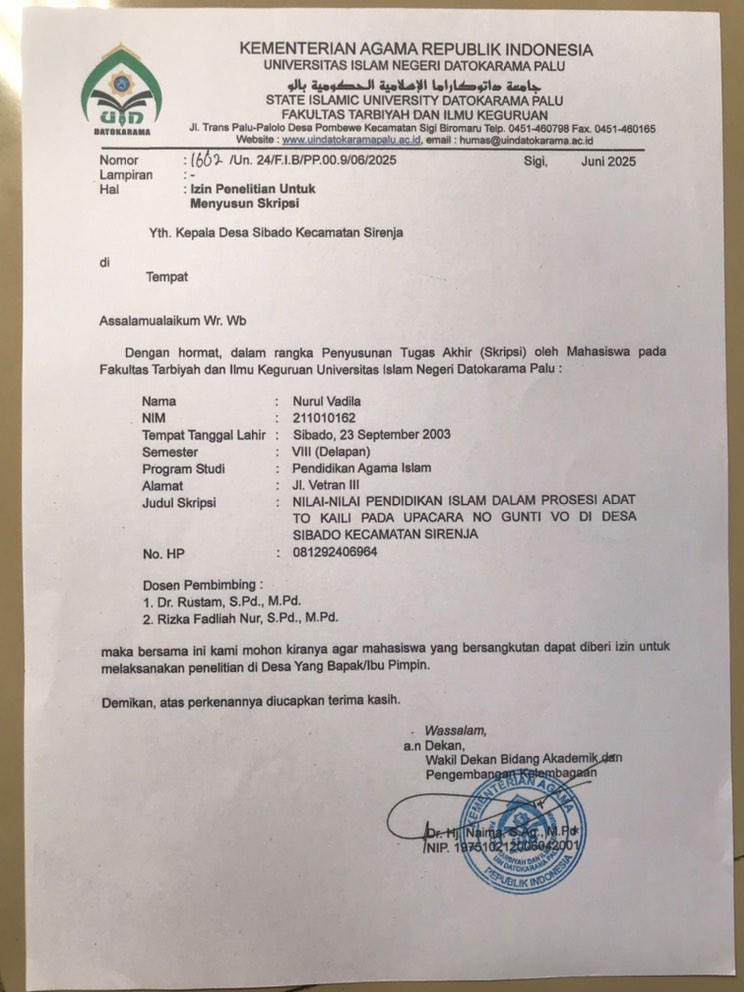 KEMENTERIAN AGAMA REPUBLIK INDONESIA
UNIVERSITAS ISLAM NEGERI DATOKARAMA PALU
جامعة داتوكاراما الإسلامية الحكومية بالو
STATE ISLAMIC UNIVERSITY DATOKARAMA PALU
FAKULTAS TARBIYAH DAN ILMU KEGURUAN
Jl. Trans Palu-Palolo Desa Pombewe Kecamatan Sigi Biromaru Telp. 0451-460798 Fax. 0451-460165
Website : www.uindatokaramapalu.ac.id, email : humas@uindatokarama.ac.id
uin
DATOKARAMA
Nomor : 1602 /Un. 24/F.I.B/PP.00.9/06/2025 Sigi, Juni 2025
Lampiran : -
Hal : Izin Penelitian Untuk
Menyusun Skripsi
Yth. Kepala Desa Sibado Kecamatan Sirenja
di
Tempat
Assalamualaikum Wr. Wb
Dengan hormat, dalam rangka Penyusunan Tugas Akhir (Skripsi) oleh Mahasiswa pada
Fakultas Tarbiyah dan Ilmu Keguruan Universitas Islam Negeri Datokarama Palu :
Nama : Nurul Vadila
NIM : 211010162
Tempat Tanggal Lahir : Sibado, 23 September 2003
Semester : VIII (Delapan)
Program Studi : Pendidikan Agama Islam
Alamat : Jl. Vetran III
Judul Skripsi : NILAI-NILAI PENDIDIKAN ISLAM DALAM PROSESI ADAT
TO KAILI PADA UPACARA NO GUNTI VO DI DESA
SIBADO KECAMATAN SIRENJA
No. HP : 081292406964
Dosen Pembimbing :
1. Dr. Rustam, S.Pd., M.Pd.
2. Rizka Fadliah Nur, S.Pd., M.Pd.
maka bersama ini kami mohon kiranya agar mahasiswa yang bersangkutan dapat diberi izin untuk
melaksanakan penelitian di Desa Yang Bapak/Ibu Pimpin.
Demikan, atas perkenannya diucapkan terima kasih.
Wassalam,
a.n Dekan,
Wakil Dekan Bidang Akademik dan
Pengembangan Kelembagaan
Dr. Hj. Naima, S.Ag., M.Pd
NIP. 197510212006042001
KEMENTERIAN AGAMA
UIN DATOKARAMA PALU
REPUBLIK INDONESIA